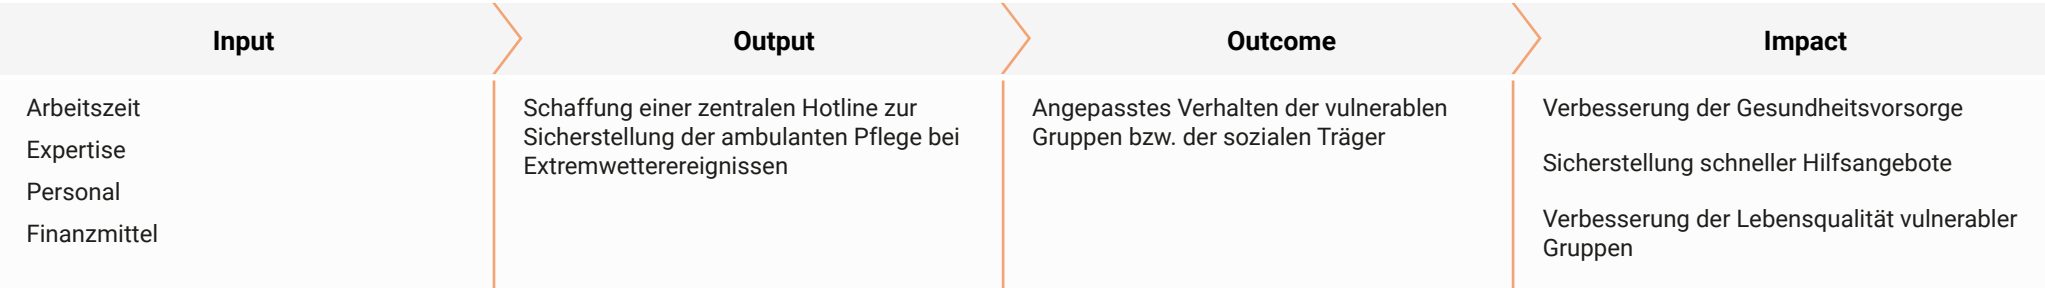 Input
Output
Outcome
Impact
Arbeitszeit
Expertise
Personal
Finanzmittel
Schaffung einer zentralen Hotline zur
Sicherstellung der ambulanten Pflege bei
Extremwetterereignissen
Angepasstes Verhalten der vulnerablen
Gruppen bzw. der sozialen Träger
Verbesserung der Gesundheitsvorsorge
Sicherstellung schneller Hilfsangebote
Verbesserung der Lebensqualität vulnerabler
Gruppen